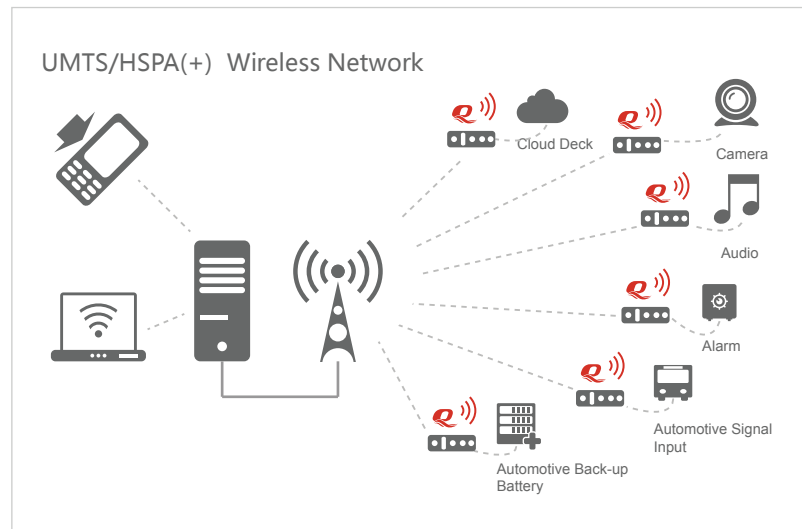 UMTS/HSPA(+) Wireless Network
Cloud Deck
Camera
Audio
Alarm
Automotive Signal
Input
Automotive Back-up
Battery